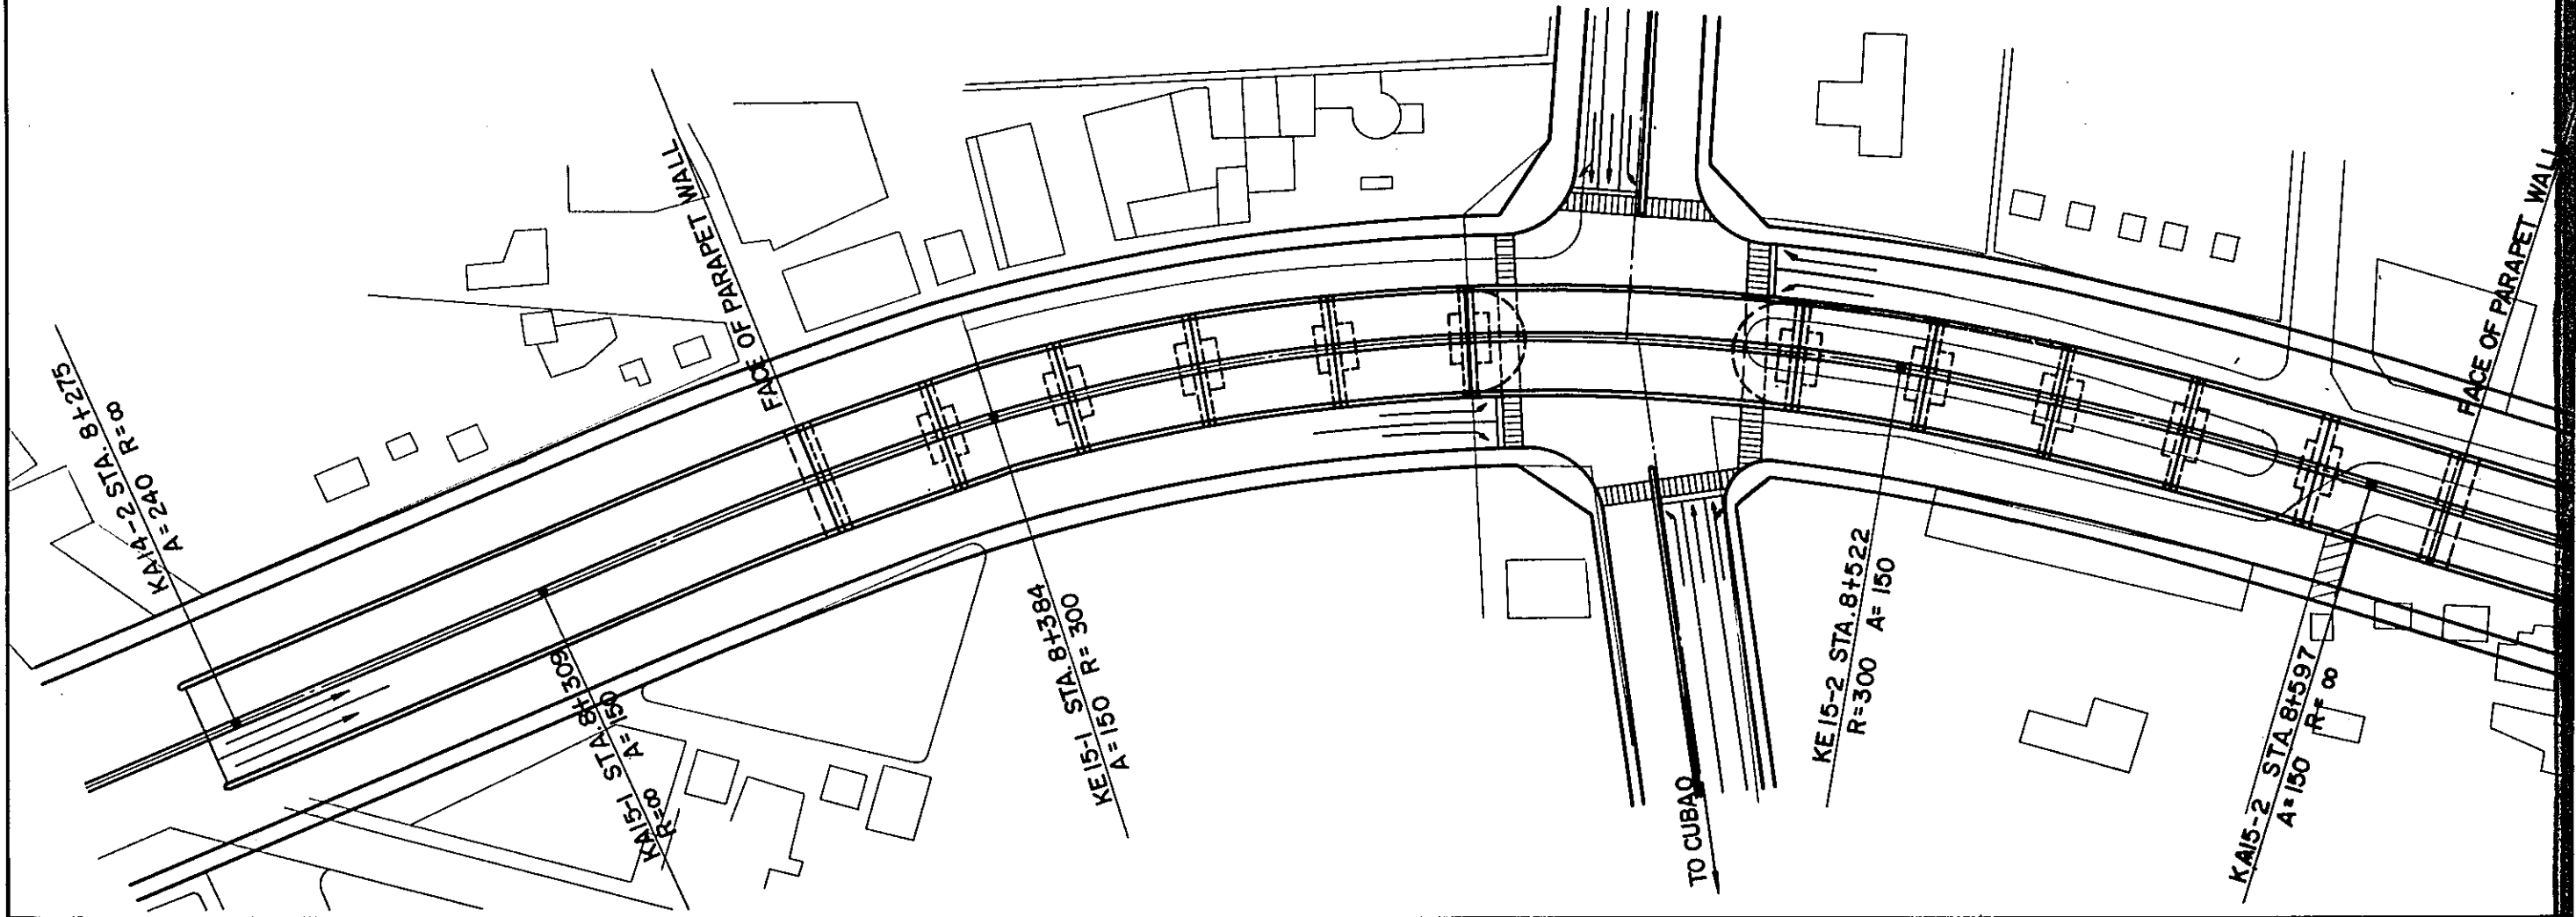 KA14-2 STA. 8+275
A=240 R=∞
FACE OF PARAPET WALL
KA15-1 STA. 8+309
R=∞ A=150
KE15-1 STA. 8+384
A=150 R=300
TO CUBAO
KE15-2 STA. 8+522
R=300 A=150
KA15-2 STA. 8+597
A=150 R=∞
FACE OF PARAPET WALL